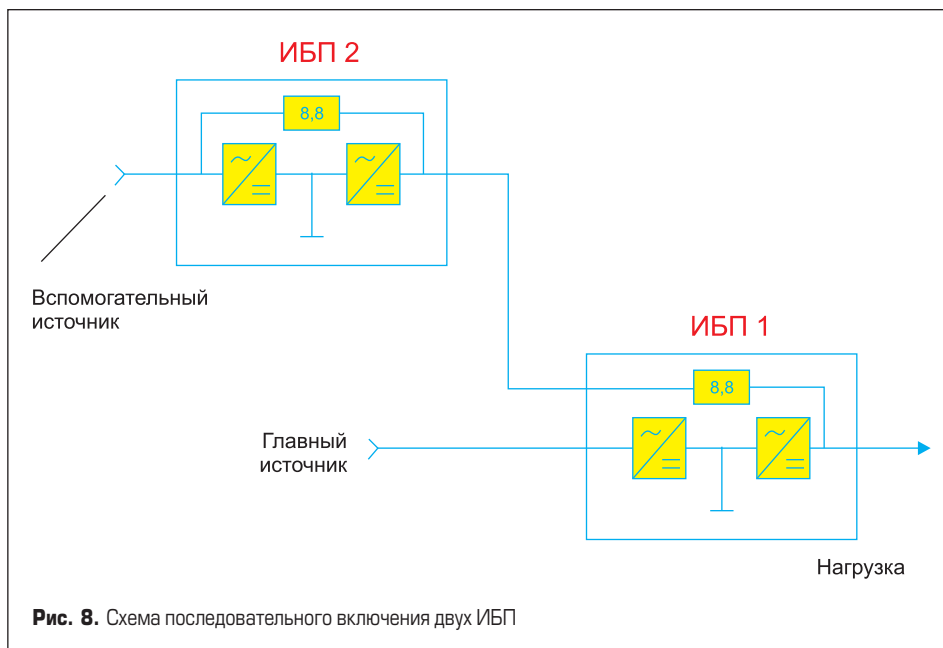 ИБП 2
8,8
Вспомогательный
источник
ИБП 1
8,8
Главный
источник
Нагрузка
Рис. 8. Схема последовательного включения двух ИБП